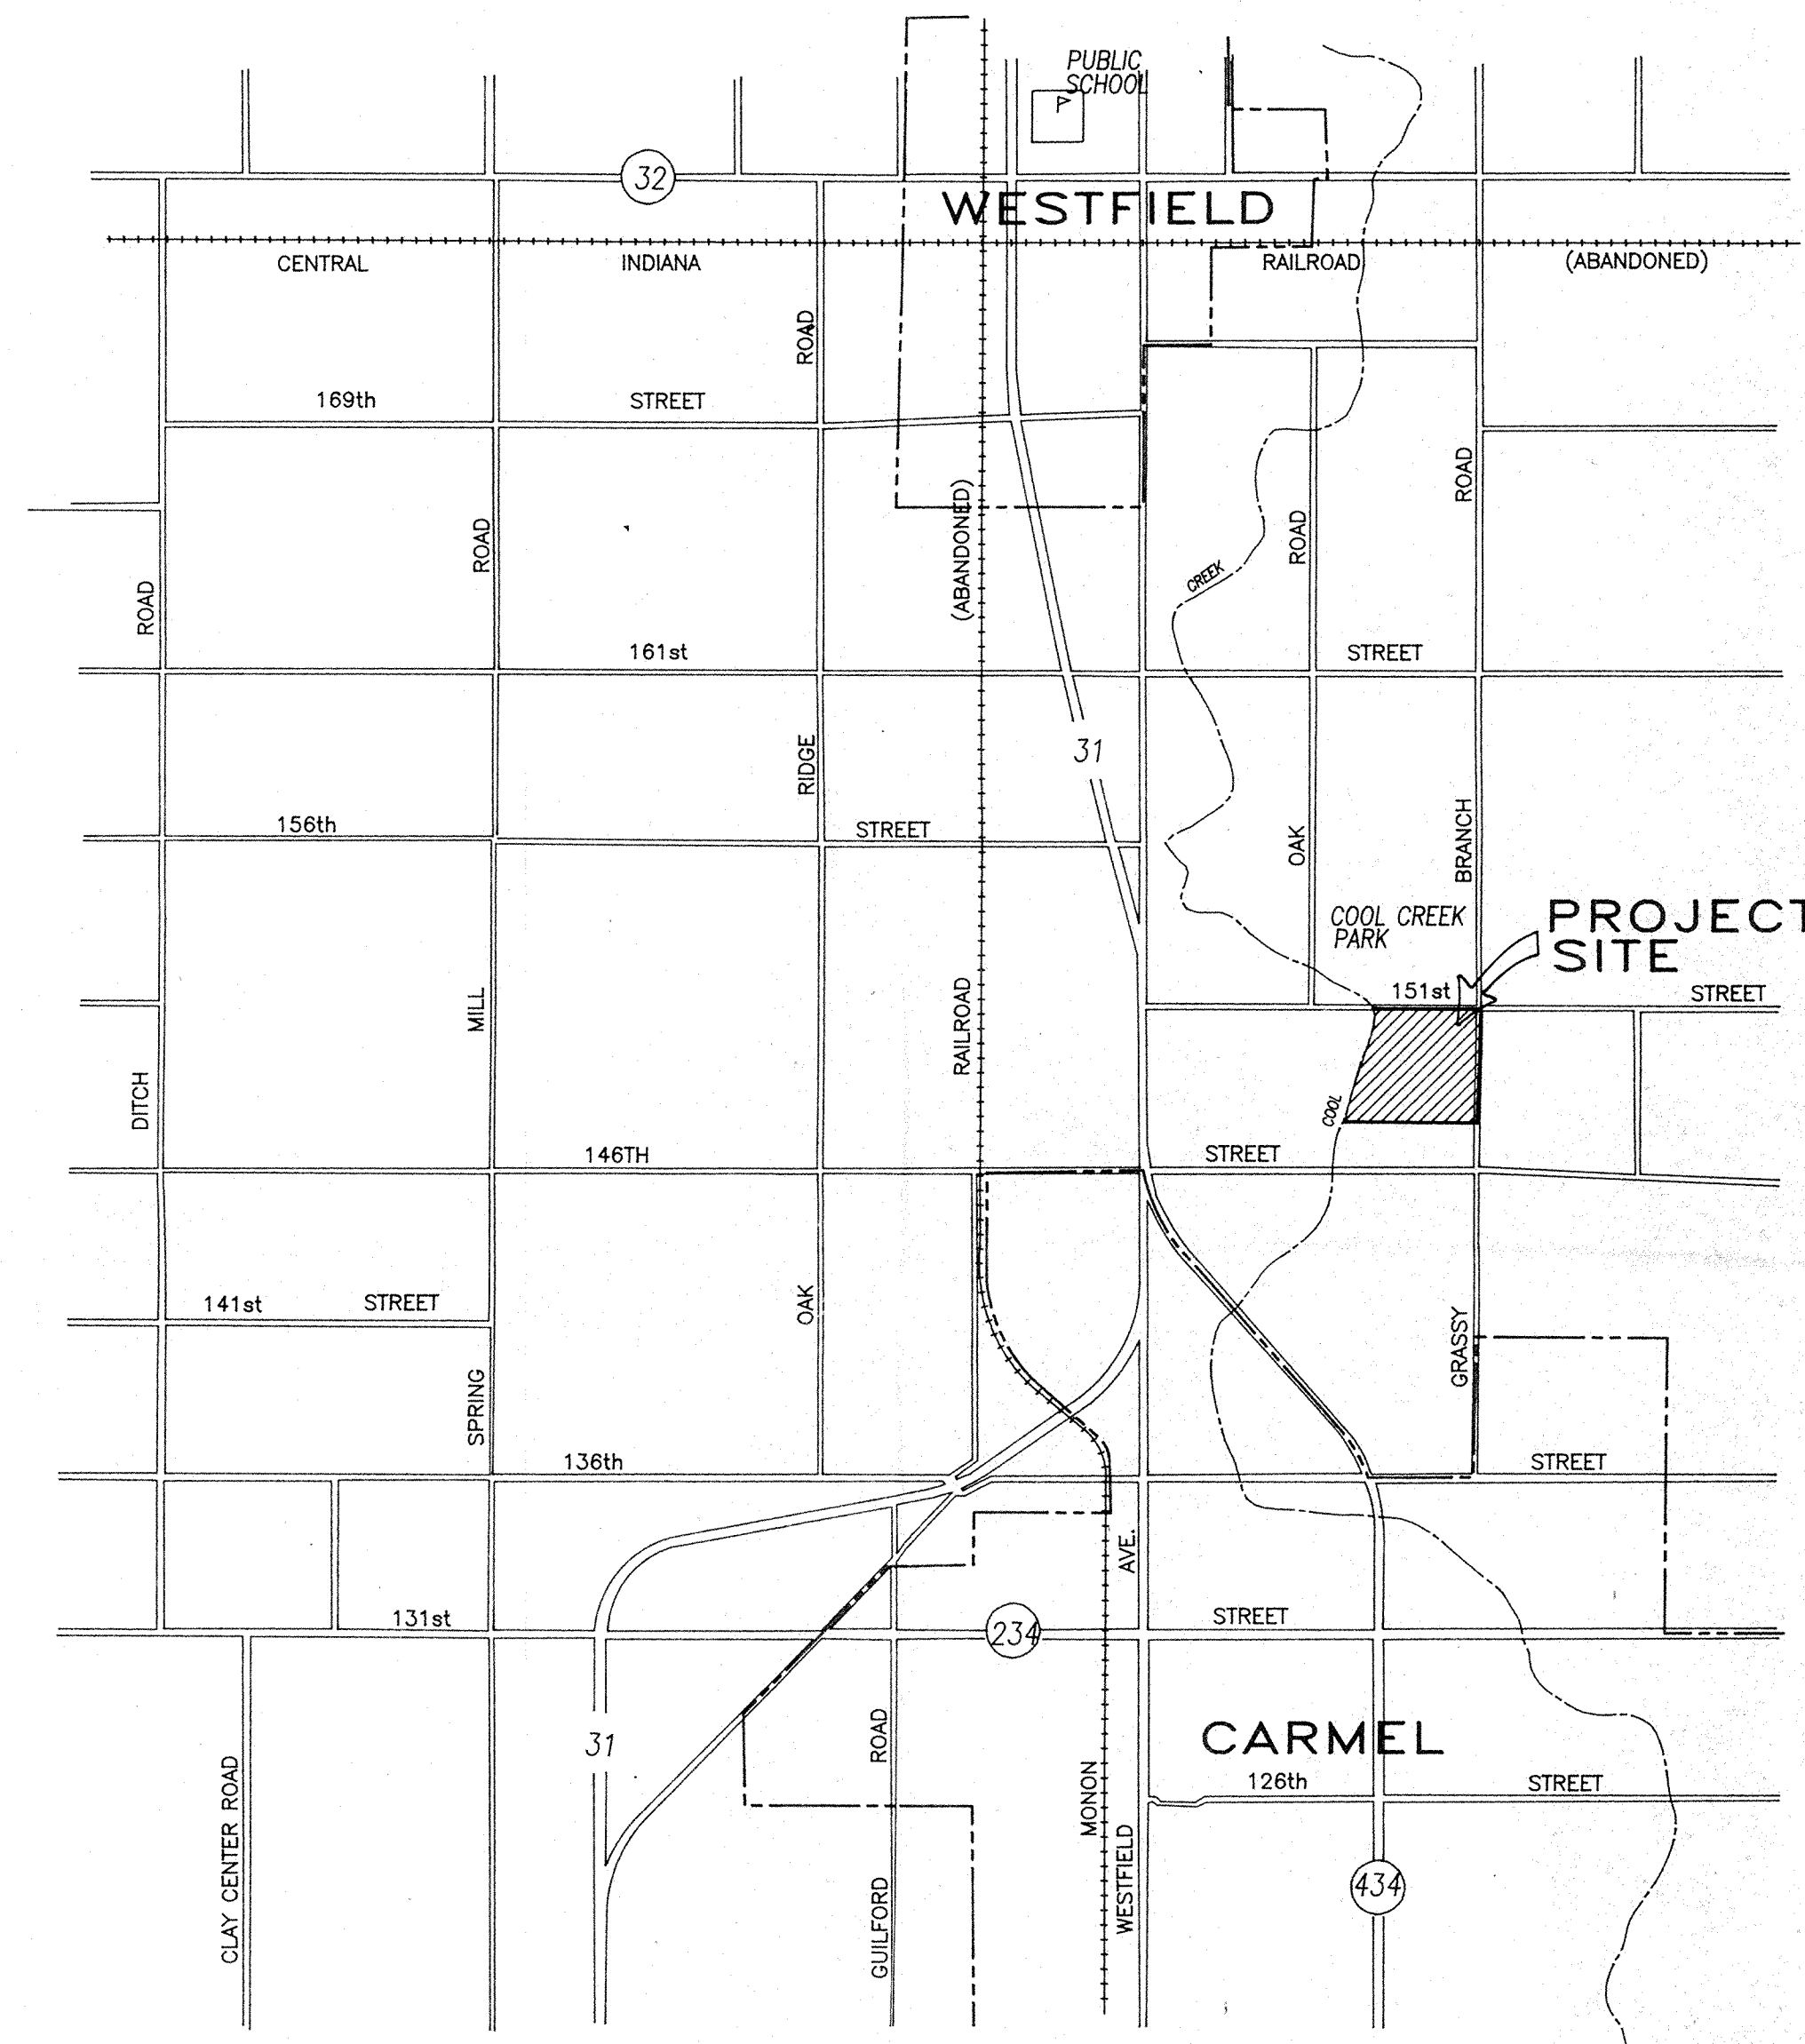 PUBLIC
SCHOOL
32
WESTFIELD
CENTRAL INDIANA RAILROAD (ABANDONED)
ROAD
169th STREET
ROAD
ROAD
(ABANDONED)
ROAD
ROAD
CREEK
161st STREET
31
RIDGE
156th STREET
OAK
BRANCH
COOL CREEK
PARK
PROJECT
SITE
151st STREET
MILL
RAILROAD
DITCH
COOL
146TH STREET
141st STREET
OAK
GRASSY
SPRING
136th STREET
AVE.
131st STREET
234
31
ROAD
CARMEL
126th STREET
CLAY CENTER ROAD
MONON
WESTFIELD
GUILFORD
434